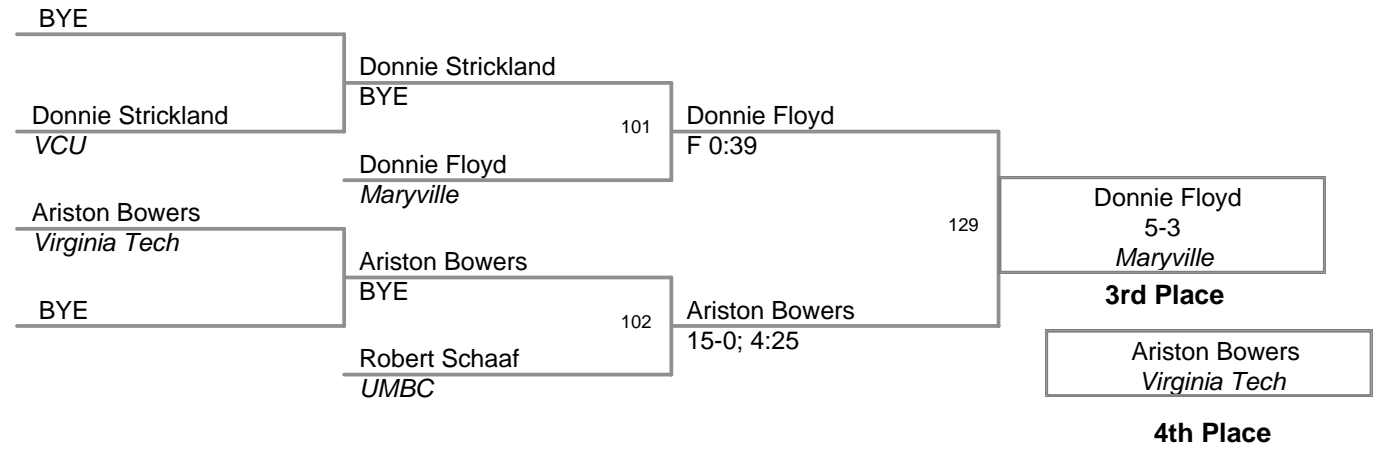 BYE
Donnie Strickland
BYE
Donnie Strickland
VCU
101
Donnie Floyd
F 0:39
Donnie Floyd
Maryville
Ariston Bowers
Virginia Tech
129
Donnie Floyd
5-3
Maryville
3rd Place
Ariston Bowers
BYE
BYE
102
Ariston Bowers
15-0; 4:25
Robert Schaaf
UMBC
Ariston Bowers
Virginia Tech
4th Place